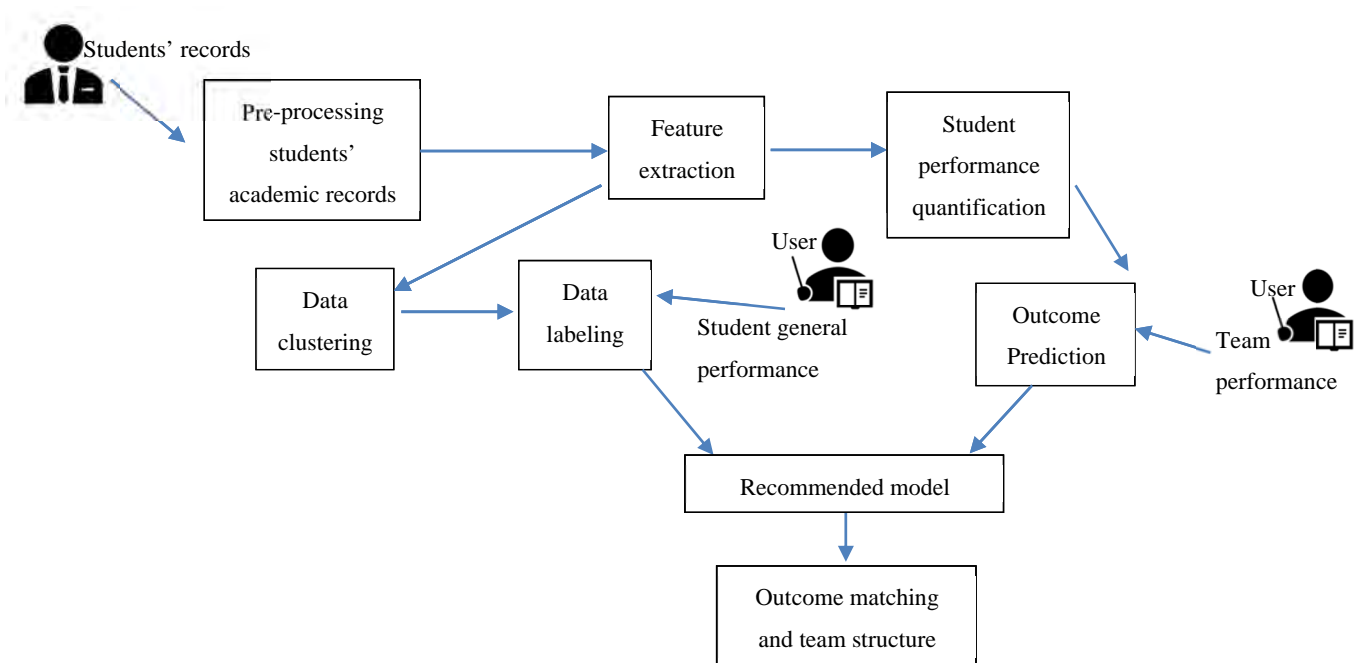 Students’ records
Pre-processing
students’
academic records
Feature
extraction
Student
performance
quantification
User
Data
clustering
Data
labeling
Student general
performance
Outcome
Prediction
User
Team
performance
Recommended model
Outcome matching
and team structure